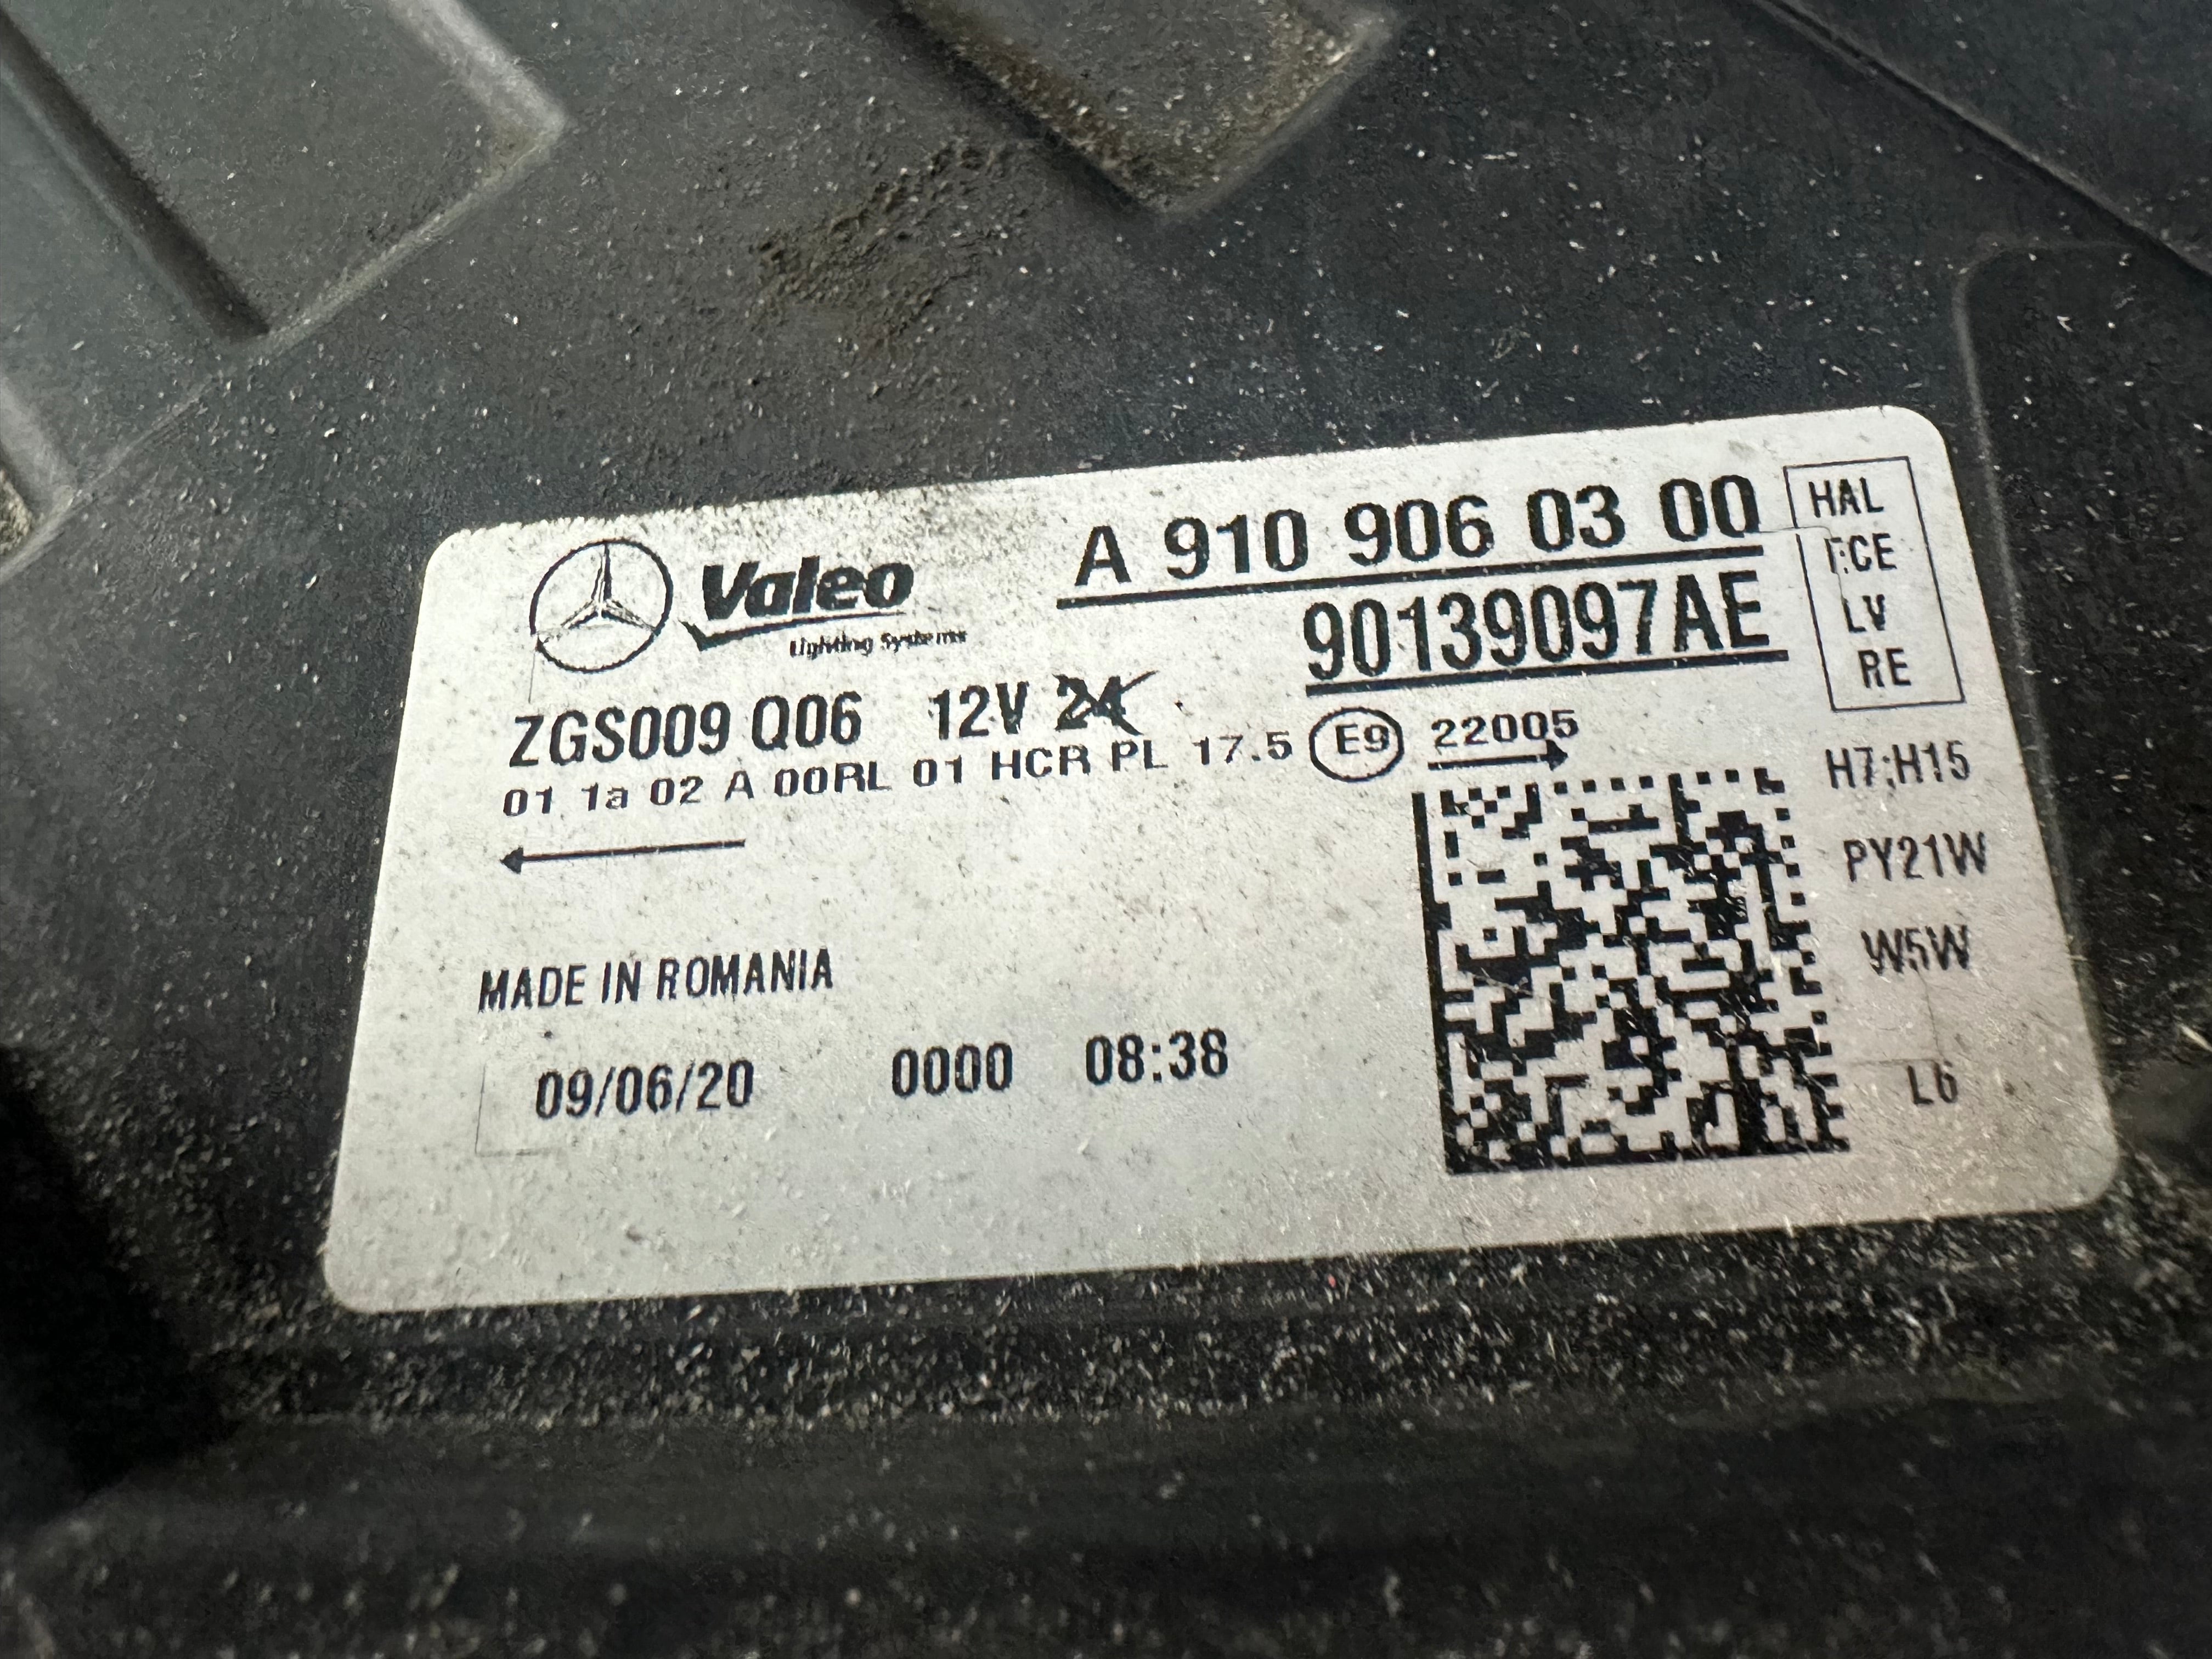 Valeo
Lighting Systems
A 910 906 03 00
90139097AE
HAL
ECE
LV
RE
ZGS009 Q06 12V 24
01 1a 02 A 00RL 01 HCR PL 17.5 E9 22005
H7;H15
PY21W
W5W
MADE IN ROMANIA
09/06/20 0000 08:38
L6